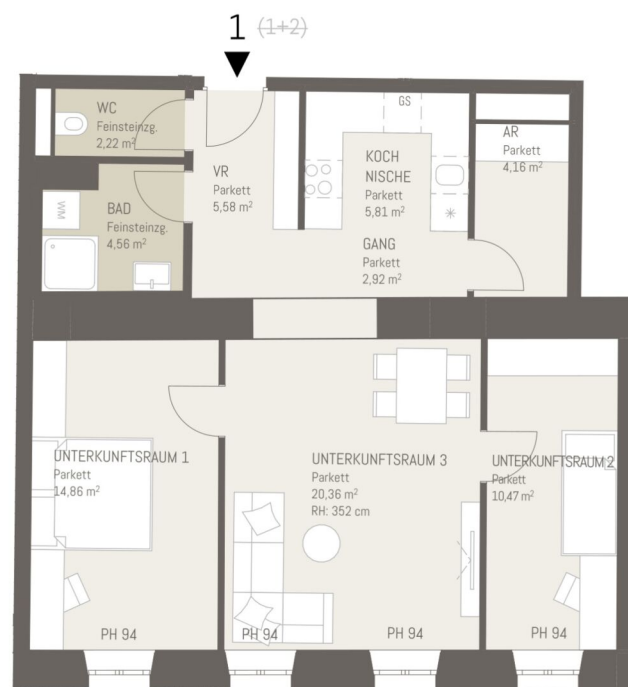 1 (1+2)
WC
Feinsteinzg.
2,22 m²
GS
AR
Parkett
4,16 m²
VR
Parkett
5,58 m²
KOCH
NISCHE
Parkett
5,81 m²
WM
BAD
Feinsteinzg.
4,56 m²
GANG
Parkett
2,92 m²
UNTERKUNFTSRAUM 1
Parkett
14,86 m²
UNTERKUNFTSRAUM 3
Parkett
20,36 m²
RH: 352 cm
UNTERKUNFTSRAUM 2
Parkett
10,47 m²
PH 94
PH 94
PH 94
PH 94